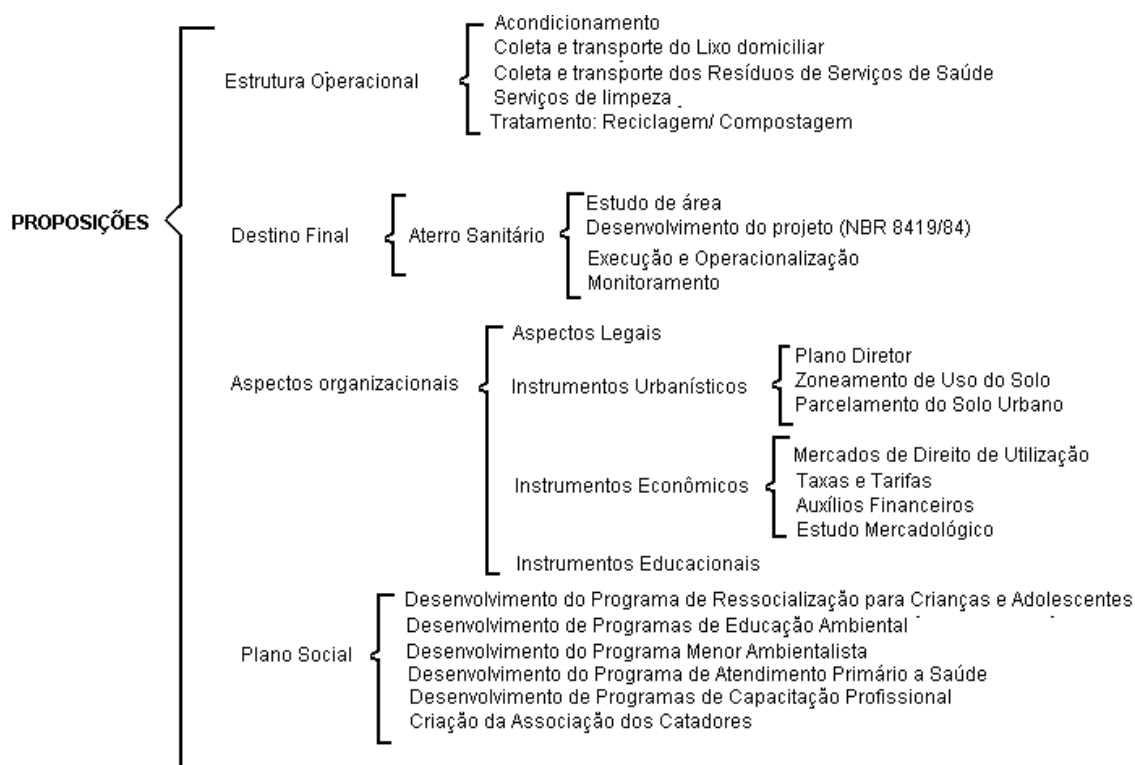 PROPOSIÇÕES
Estrutura Operacional
Acondicionamento
Coleta e transporte do Lixo domiciliar
Coleta e transporte dos Resíduos de Serviços de Saúde
Serviços de limpeza
Tratamento: Reciclagem/ Compostagem
Destino Final
Aterro Sanitário
Estudo de área
Desenvolvimento do projeto (NBR 8419/84)
Execução e Operacionalização
Monitoramento
Aspectos organizacionais
Aspectos Legais
Instrumentos Urbanísticos
Plano Diretor
Zoneamento de Uso do Solo
Parcelamento do Solo Urbano
Instrumentos Econômicos
Mercados de Direito de Utilização
Taxas e Tarifas
Auxílios Financeiros
Estudo Mercadológico
Instrumentos Educacionais
Plano Social
Desenvolvimento do Programa de Ressocialização para Crianças e Adolescentes
Desenvolvimento de Programas de Educação Ambiental
Desenvolvimento do Programa Menor Ambientalista
Desenvolvimento do Programa de Atendimento Primário a Saúde
Desenvolvimento de Programas de Capacitação Profissional
Criação da Associação dos Catadores